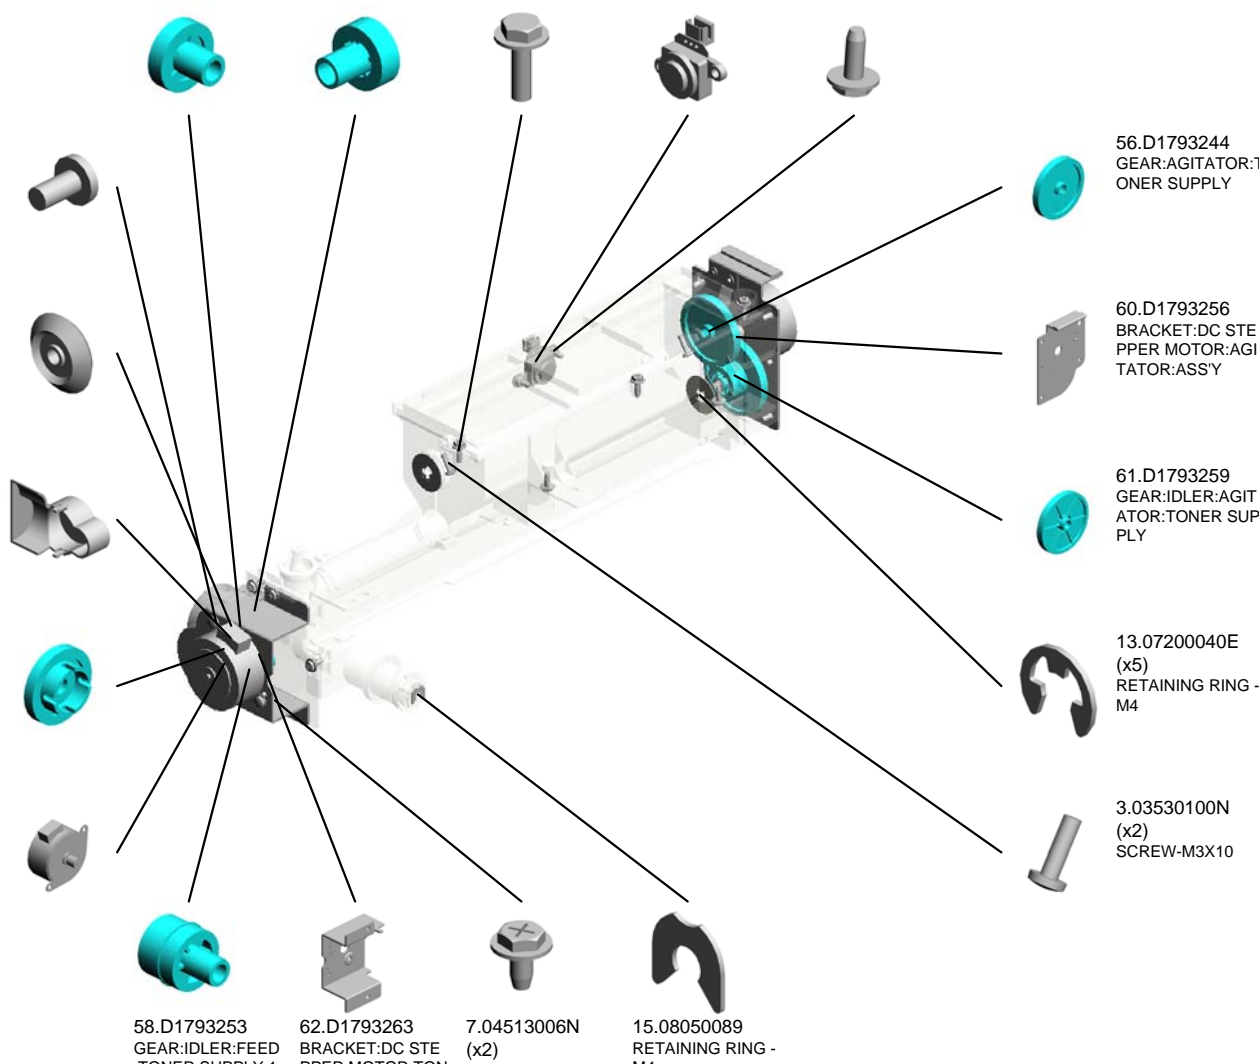 56.D1793244
GEAR:AGITATOR:T
ONER SUPPLY
60.D1793256
BRACKET:DC STE
PPER MOTOR:AGI
TATOR:ASS'Y
61.D1793259
GEAR:IDLER:AGIT
ATOR:TONER SUP
PLY
13.07200040E
(x5)
RETAINING RING -
M4
3.03530100N
(x2)
SCREW-M3X10
58.D1793253
GEAR:IDLER:FEED
62.D1793263
BRACKET:DC STE
7.04513006N
(x2)
15.08050089
RETAINING RING -